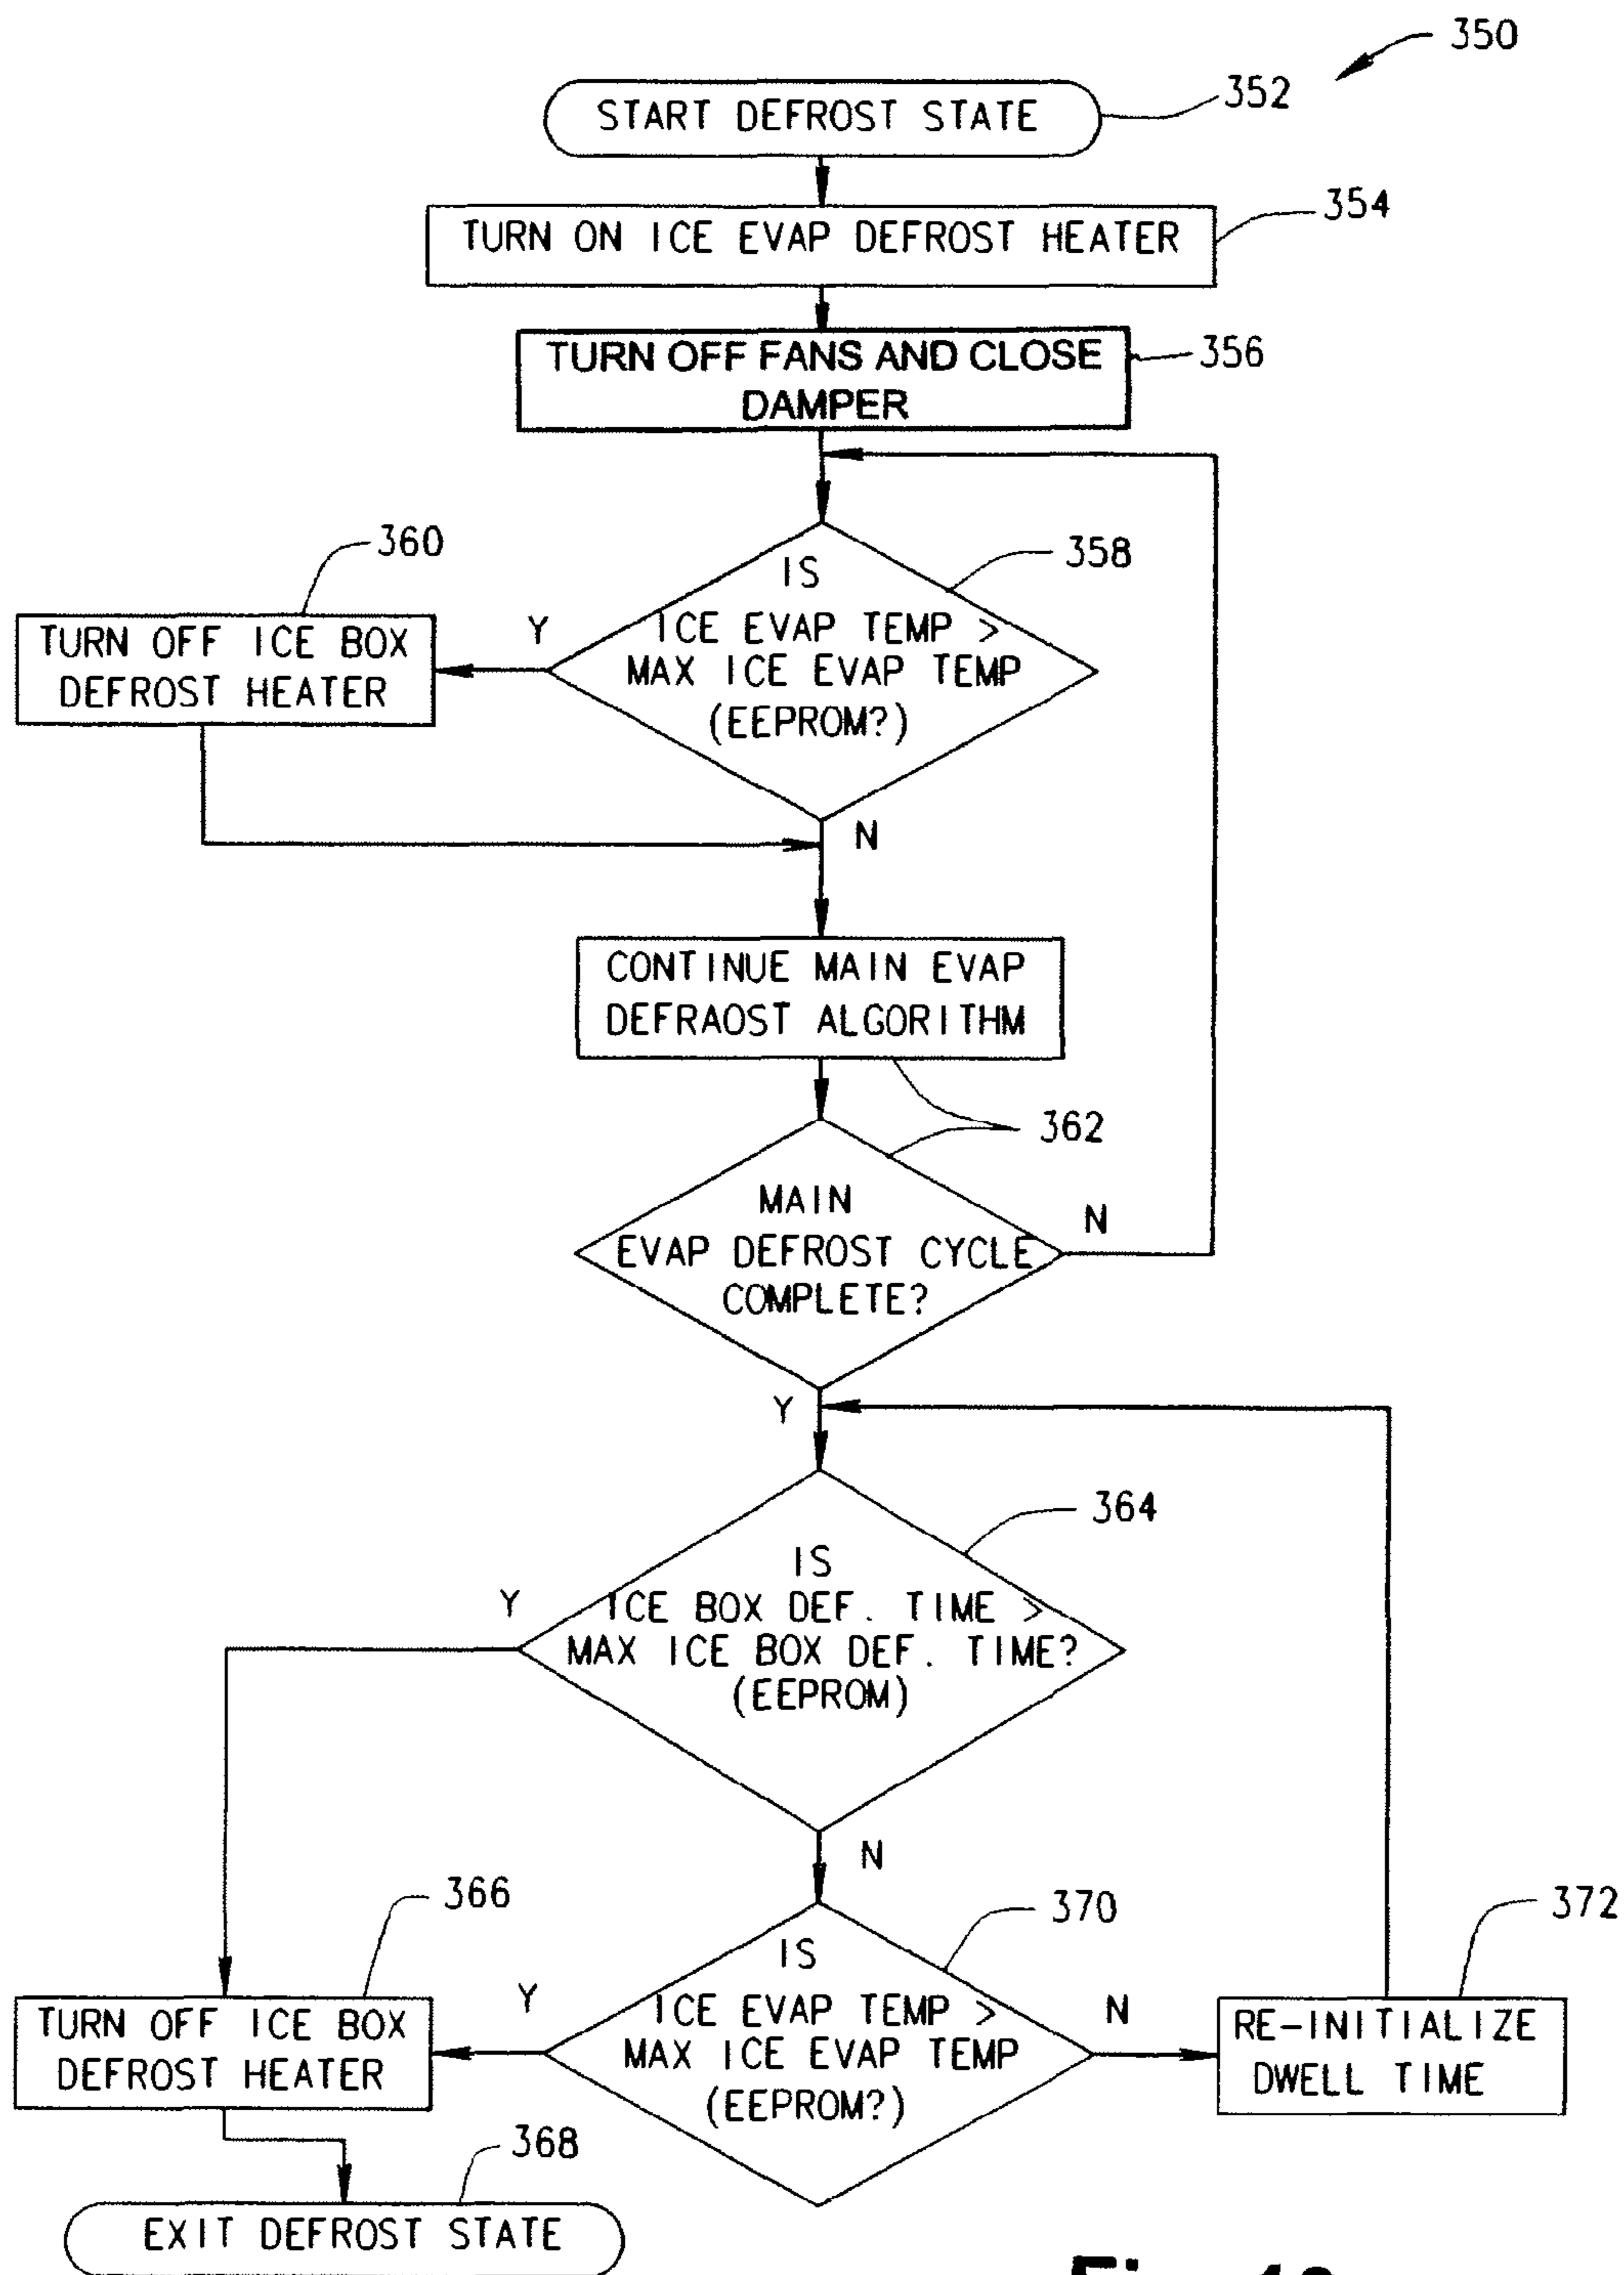 350
START DEFROST STATE
352
TURN ON ICE EVAP DEFROST HEATER
354
TURN OFF FANS AND CLOSE
DAMPER
356
IS
ICE EVAP TEMP >
MAX ICE EVAP TEMP
(EEPROM?)
358
Y
360
TURN OFF ICE BOX
DEFROST HEATER
N
CONTINUE MAIN EVAP
DEFRAOST ALGORITHM
362
MAIN
EVAP DEFROST CYCLE
COMPLETE?
N
Y
364
IS
ICE BOX DEF. TIME >
MAX ICE BOX DEF. TIME?
(EEPROM)
Y
N
366
TURN OFF ICE BOX
DEFROST HEATER
Y
370
IS
ICE EVAP TEMP >
MAX ICE EVAP TEMP
(EEPROM?)
N
372
RE-INITIALIZE
DWELL TIME
368
EXIT DEFROST STATE